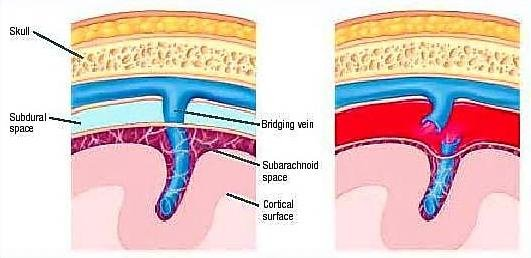 Skull
Subdural
space
Bridging vein
Subarachnoid
space
Cortical
surface